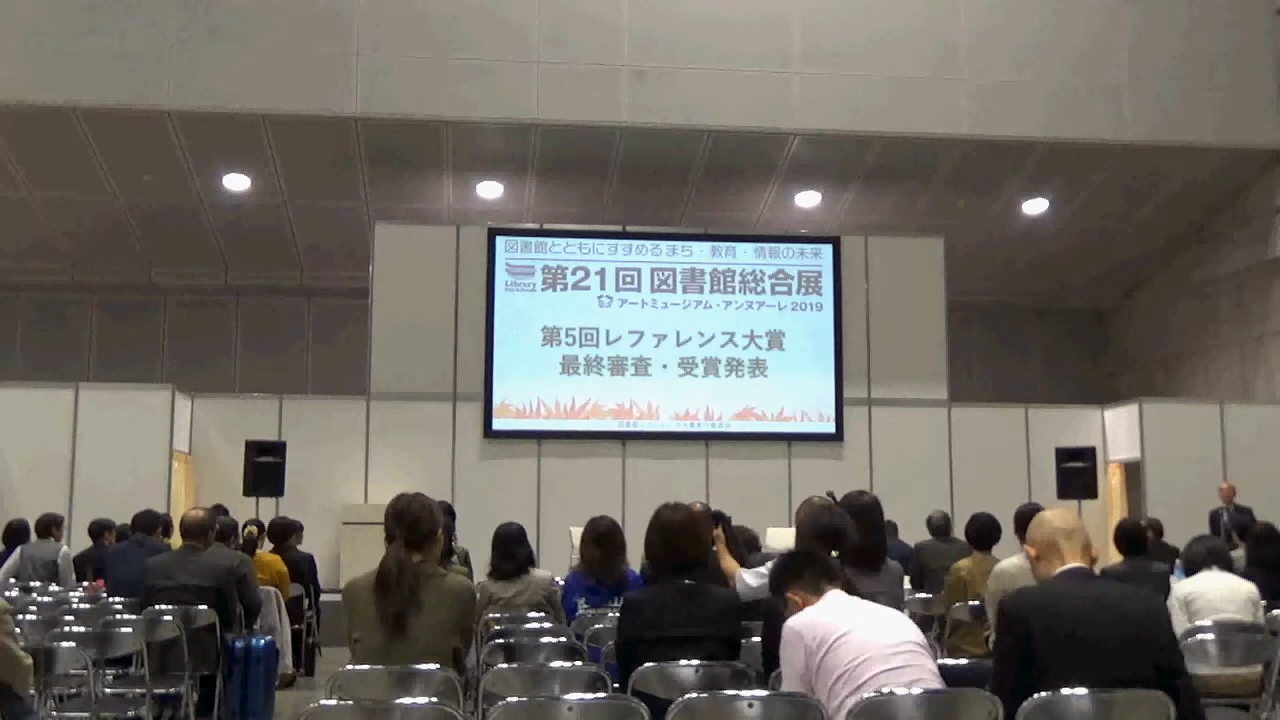 図書館とともにすすめるまち・教育・情報の未来
Library
第21回 図書館総合展
アートミュージアム・アンヌアーレ 2019
第5回レファレンス大賞
最終審査・受賞発表